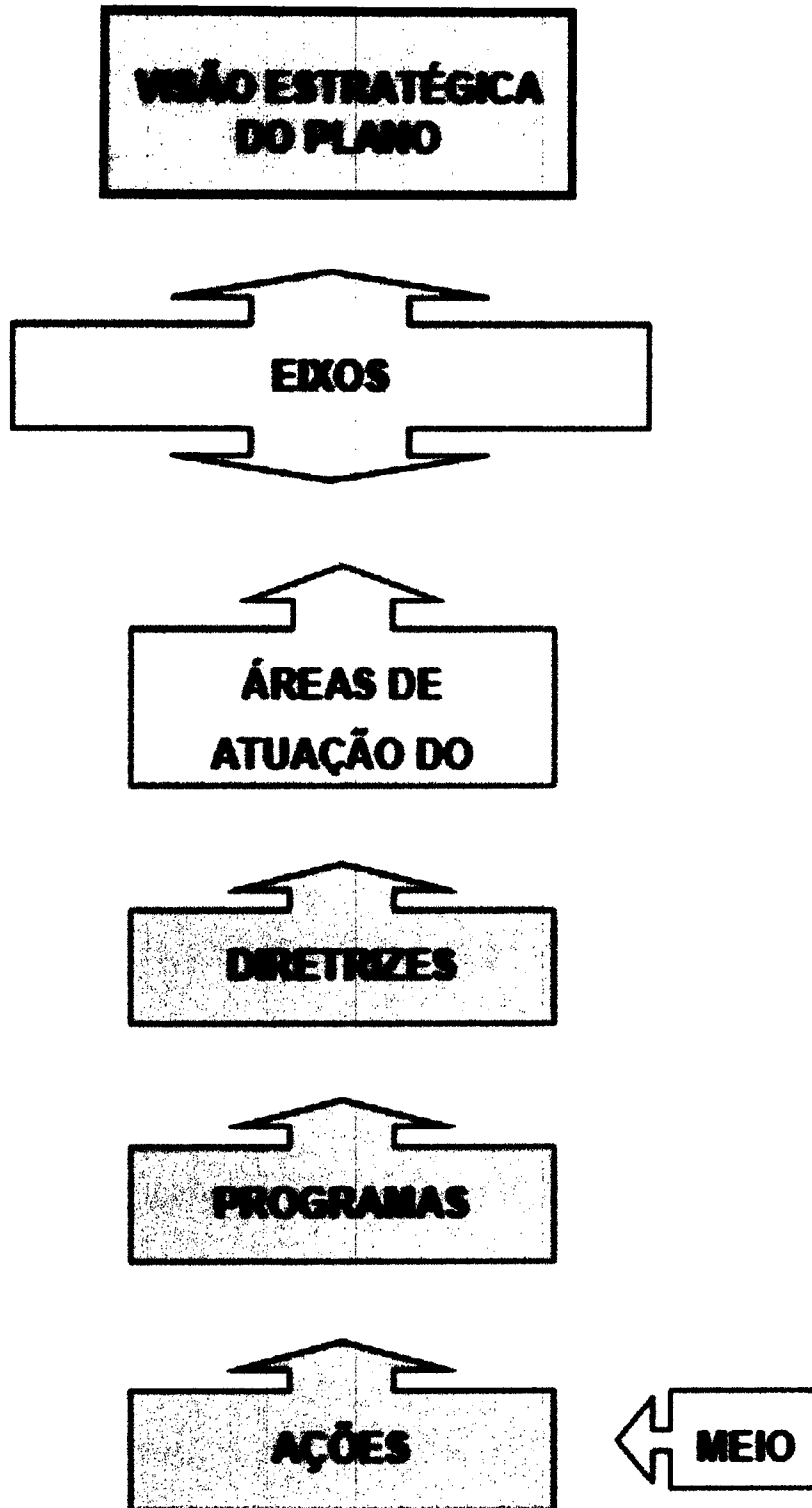 VISÃO ESTRATÉGICA
DO PLANO
EIXOS
ÁREAS DE
ATUAÇÃO DO
DIRETRIZES
PROGRAMAS
AÇÕES
MEIO